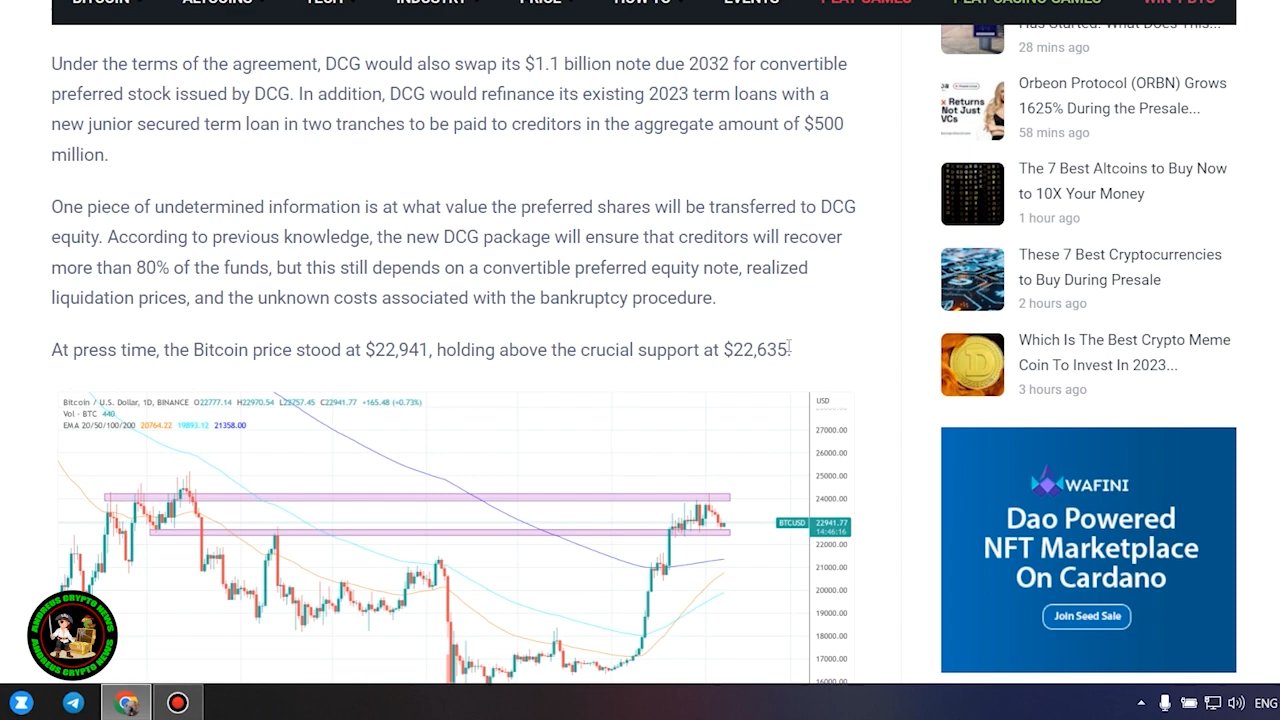 BITCOIN ALTCOINS TECH INDUSTRY PRICE HOW TO EVENTS PLAY GAMES PLAY CASINO GAMES WIN 1 BTC
Under the terms of the agreement, DCG would also swap its $1.1 billion note due 2032 for convertible
preferred stock issued by DCG. In addition, DCG would refinance its existing 2023 term loans with a
new junior secured term loan in two tranches to be paid to creditors in the aggregate amount of $500
million.
One piece of undetermined information is at what value the preferred shares will be transferred to DCG
equity. According to previous knowledge, the new DCG package will ensure that creditors will recover
more than 80% of the funds, but this still depends on a convertible preferred equity note, realized
liquidation prices, and the unknown costs associated with the bankruptcy procedure.
At press time, the Bitcoin price stood at $22,941, holding above the crucial support at $22,635.
Bitcoin / U.S. Dollar, 1D, BINANCE O22777.14 H22970.54 L22757.45 C22941.77 +165.48 (+0.73%)
Vol · BTC 440
EMA 20/50/100/200 20764.22 19893.12 21358.00
USD
27000.00
26000.00
25000.00
24000.00
BTCUSD 22941.77
14:46:16
22000.00
21000.00
20000.00
19000.00
18000.00
17000.00
16000.00
ANDREUS CRYPTO NEWS
ANDREUS CRYPTO NEWS
Has Started: What Does This...
28 mins ago
x Returns
Not Just
VCs
Orbeon Protocol (ORBN) Grows
1625% During the Presale...
58 mins ago
The 7 Best Altcoins to Buy Now
to 10X Your Money
1 hour ago
These 7 Best Cryptocurrencies
to Buy During Presale
2 hours ago
Which Is The Best Crypto Meme
Coin To Invest In 2023...
3 hours ago
WAFINI
Dao Powered
NFT Marketplace
On Cardano
Join Seed Sale
ENG